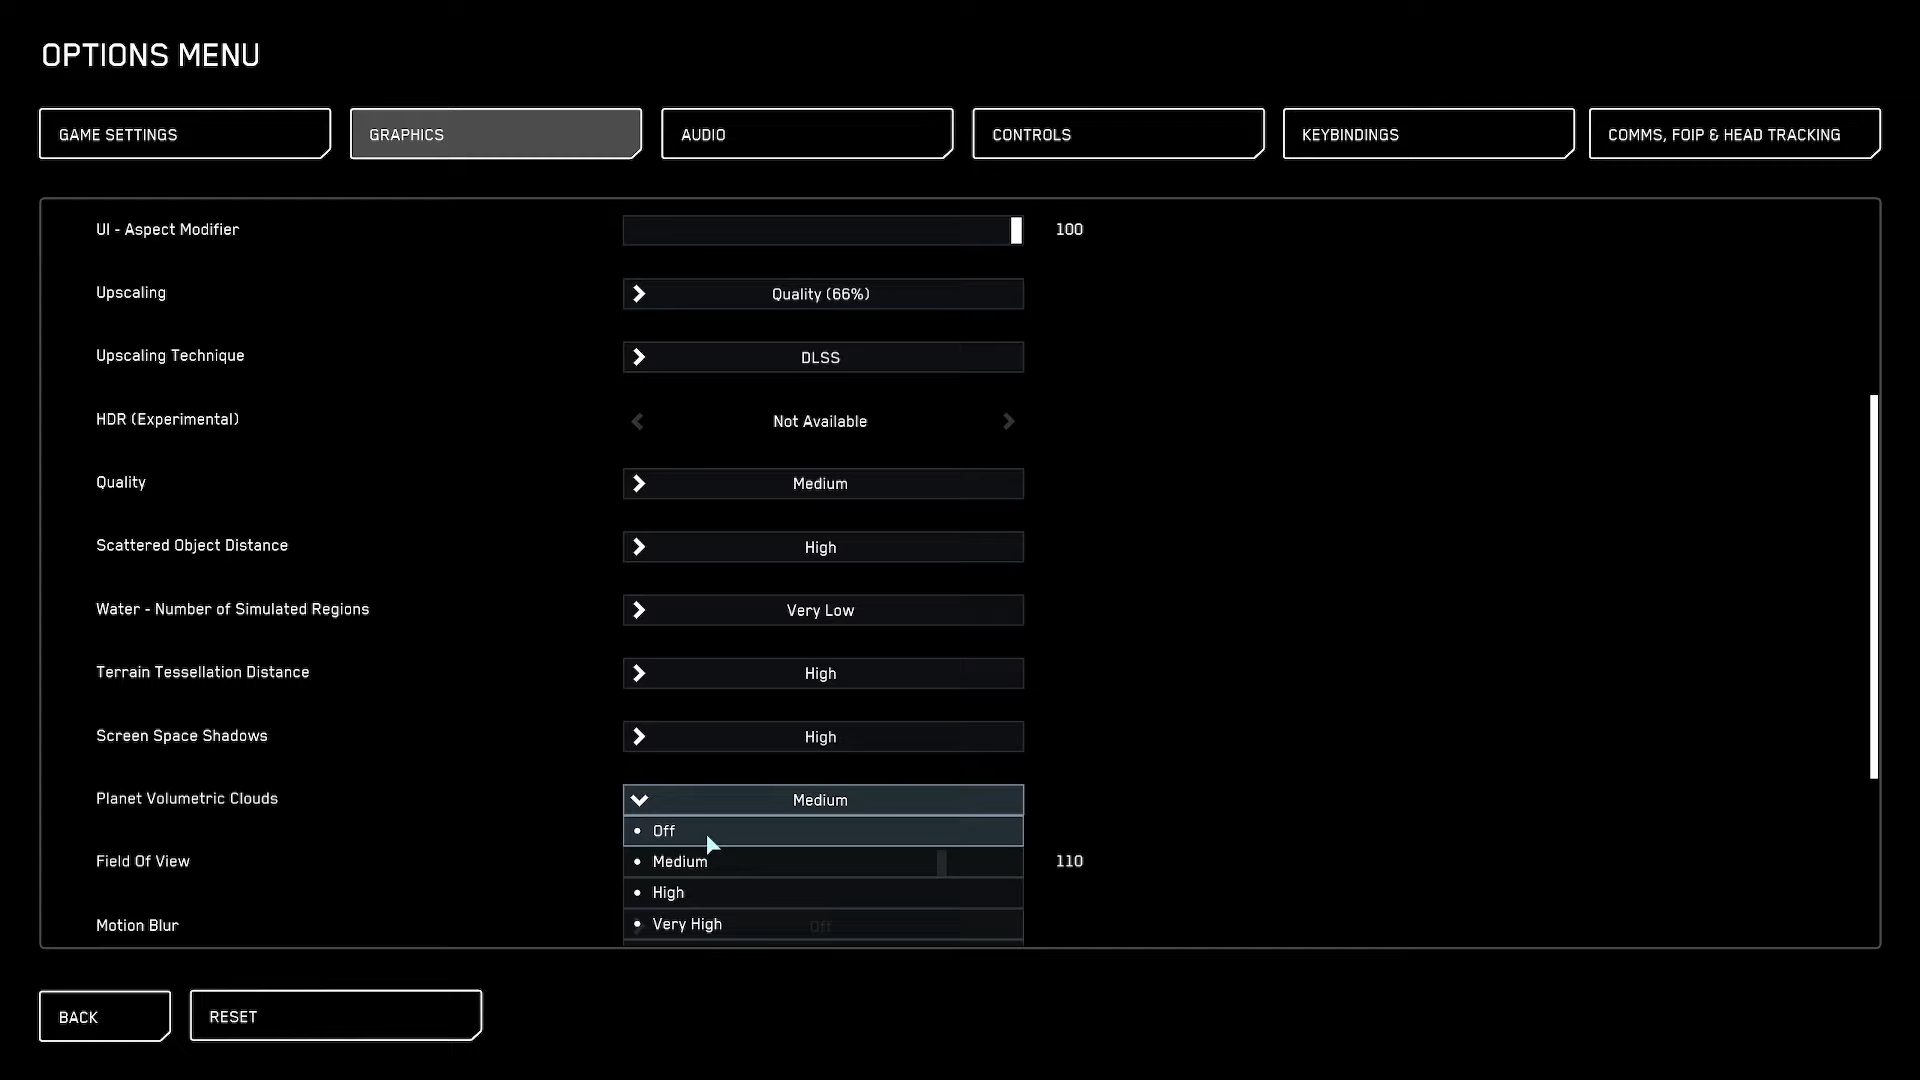 OPTIONS MENU
GAME SETTINGS
GRAPHICS
AUDIO
CONTROLS
KEYBINDINGS
COMMS, FOIP & HEAD TRACKING
UI - Aspect Modifier
100
Upscaling
Quality (66%)
Upscaling Technique
DLSS
HDR (Experimental)
Not Available
Quality
Medium
Scattered Object Distance
High
Water - Number of Simulated Regions
Very Low
Terrain Tessellation Distance
High
Screen Space Shadows
High
Planet Volumetric Clouds
Medium
Off
Medium
High
Very High
Field Of View
110
Motion Blur
Off
BACK
RESET